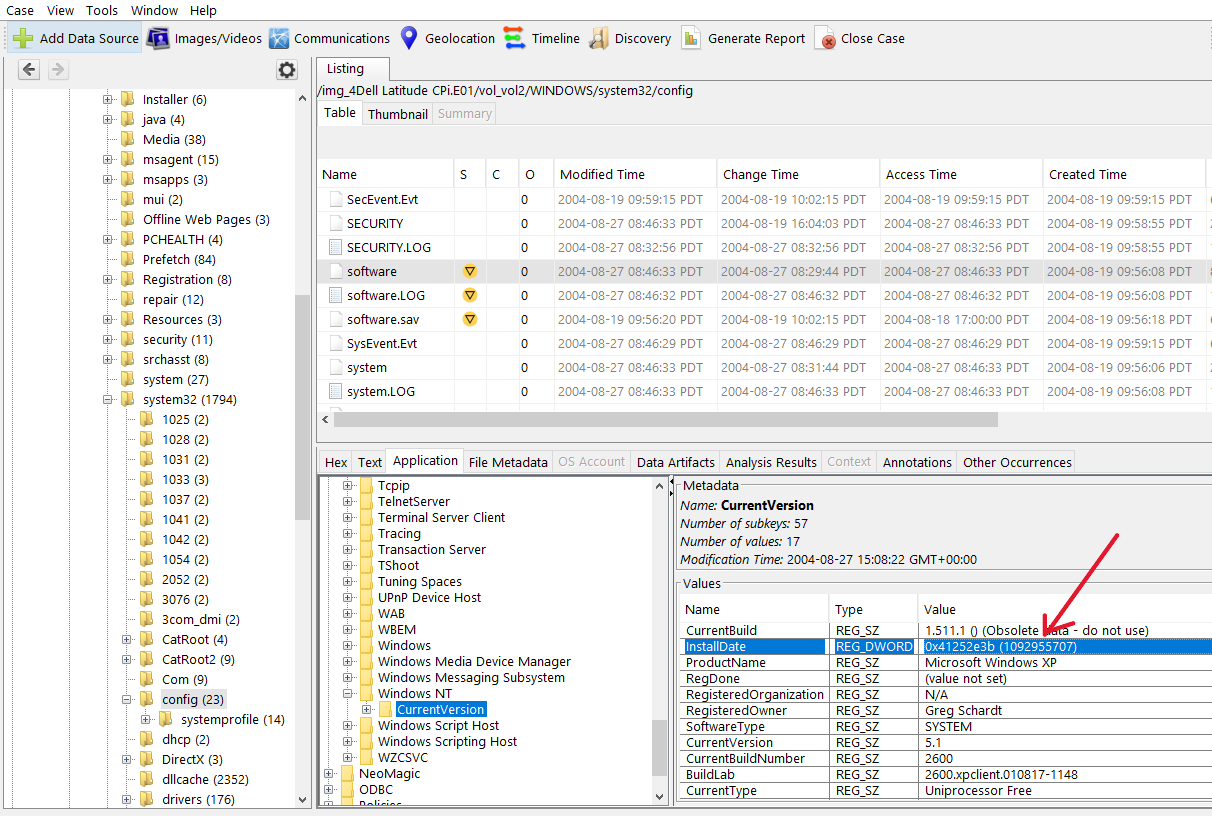 Case View Tools Window Help
Add Data Source Images/Videos Communications Geolocation Timeline Discovery Generate Report Close Case
Installer (6)
java (4)
Media (38)
msagent (15)
msapps (3)
mui (2)
Offline Web Pages (3)
PCHEALTH (4)
Prefetch (84)
Registration (8)
repair (12)
Resources (3)
security (11)
srchasst (8)
system (27)
system32 (1794)
1025 (2)
1028 (2)
1031 (2)
1033 (3)
1037 (2)
1041 (2)
1042 (2)
1054 (2)
2052 (2)
3076 (2)
3com_dmi (2)
CatRoot (4)
CatRoot2 (9)
Com (9)
config (23)
systemprofile (14)
dhcp (2)
DirectX (3)
dllcache (2352)
drivers (176)
Listing
/img_4Dell Latitude CPi.E01/vol_vol2/WINDOWS/system32/config
Table Thumbnail Summary
Name S C O Modified Time Change Time Access Time Created Time
SecEvent.Evt 0 2004-08-19 09:59:15 PDT 2004-08-19 10:02:15 PDT 2004-08-19 09:59:15 PDT 2004-08-19 09:59:15 PDT
SECURITY 0 2004-08-27 08:46:33 PDT 2004-08-19 16:04:03 PDT 2004-08-27 08:46:33 PDT 2004-08-19 09:58:55 PDT
SECURITY.LOG 0 2004-08-27 08:32:56 PDT 2004-08-27 08:32:56 PDT 2004-08-27 08:32:56 PDT 2004-08-19 09:58:55 PDT
software 0 2004-08-27 08:46:33 PDT 2004-08-27 08:29:44 PDT 2004-08-27 08:46:33 PDT 2004-08-19 09:56:08 PDT
software.LOG 0 2004-08-27 08:46:32 PDT 2004-08-27 08:46:32 PDT 2004-08-27 08:46:32 PDT 2004-08-19 09:56:08 PDT
software.sav 0 2004-08-19 09:56:20 PDT 2004-08-19 10:02:15 PDT 2004-08-18 17:00:00 PDT 2004-08-19 09:56:18 PDT
SysEvent.Evt 0 2004-08-27 08:46:29 PDT 2004-08-27 08:46:29 PDT 2004-08-27 08:46:29 PDT 2004-08-19 09:59:15 PDT
system 0 2004-08-27 08:46:33 PDT 2004-08-27 08:31:44 PDT 2004-08-27 08:46:33 PDT 2004-08-19 09:56:06 PDT
system.LOG 0 2004-08-27 08:46:33 PDT 2004-08-27 08:46:33 PDT 2004-08-27 08:46:33 PDT 2004-08-19 09:56:08 PDT
Hex Text Application File Metadata OS Account Data Artifacts Analysis Results Context Annotations Other Occurrences
Tcpip
TelnetServer
Terminal Server Client
Tracing
Transaction Server
TShoot
Tuning Spaces
UPnP Device Host
WAB
WBEM
Windows
Windows Media Device Manager
Windows Messaging Subsystem
Windows NT
CurrentVersion
Windows Script Host
Windows Scripting Host
WZCSVC
NeoMagic
ODBC
Policies
Metadata
Name: CurrentVersion
Number of subkeys: 57
Number of values: 17
Modification Time: 2004-08-27 15:08:22 GMT+00:00
Values
Name Type Value
CurrentBuild REG_SZ 1.511.1 () (Obsolete data - do not use)
InstallDate REG_DWORD 0x41252e3b (1092955707)
ProductName REG_SZ Microsoft Windows XP
RegDone REG_SZ (value not set)
RegisteredOrganization REG_SZ N/A
RegisteredOwner REG_SZ Greg Schardt
SoftwareType REG_SZ SYSTEM
CurrentVersion REG_SZ 5.1
CurrentBuildNumber REG_SZ 2600
BuildLab REG_SZ 2600.xpclient.010817-1148
CurrentType REG_SZ Uniprocessor Free